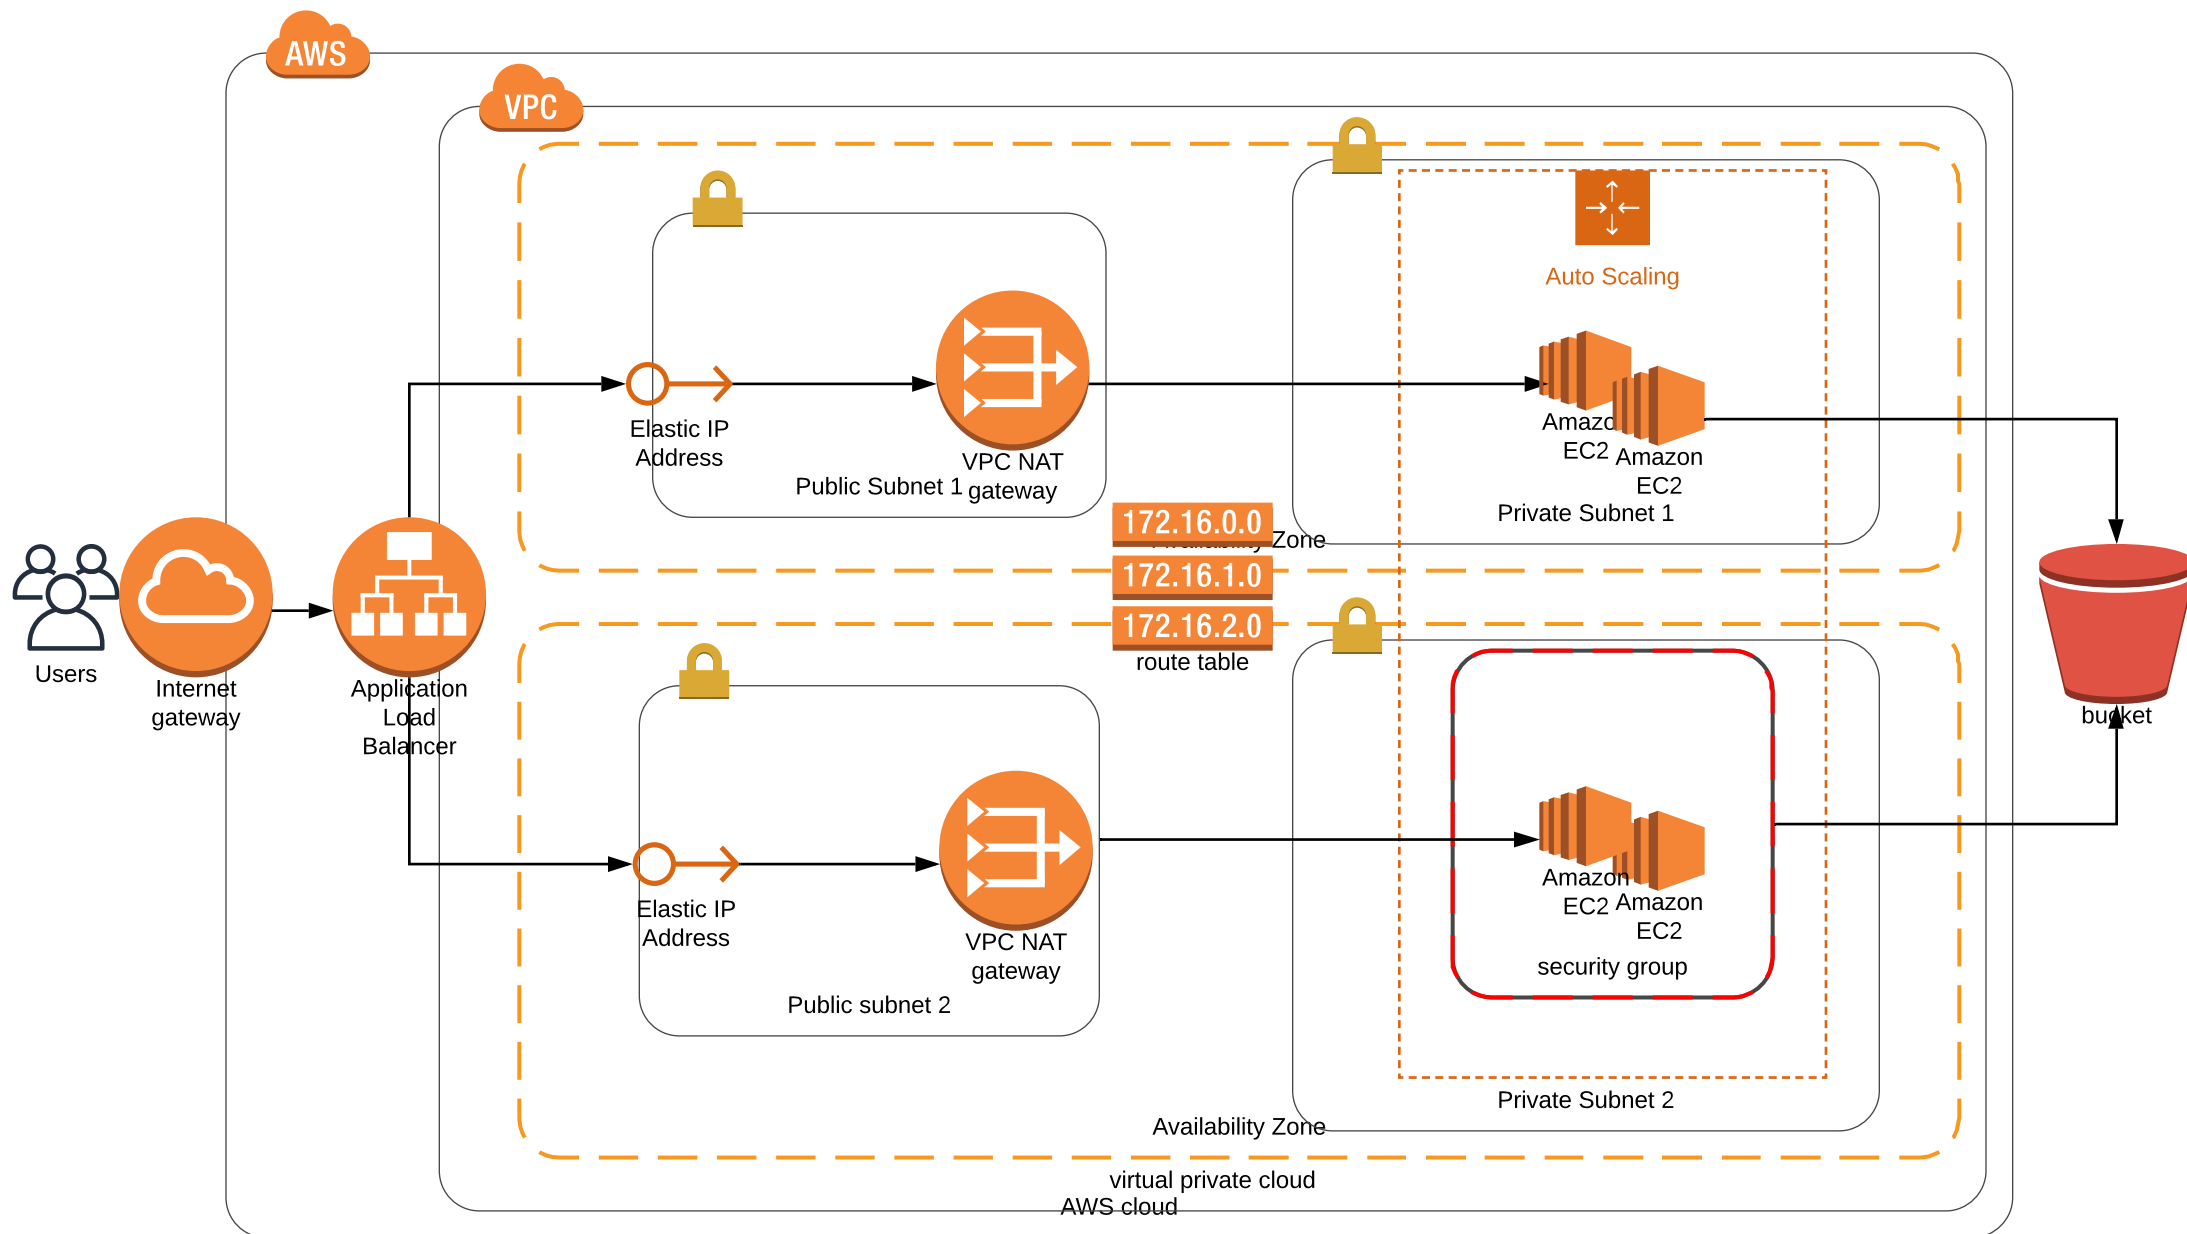 AWS
VPC
Auto Scaling
Elastic IP
Address
VPC NAT
gateway
Public Subnet 1
Amazo
EC2
Amazon
EC2
Private Subnet 1
172.16.0.0
Availability Zone
172.16.1.0
172.16.2.0
route table
Users
Internet
gateway
Application
Load
Balancer
bucket
Elastic IP
Address
VPC NAT
gateway
Public subnet 2
Amazon
EC2
Amazon
EC2
security group
Private Subnet 2
Availability Zone
virtual private cloud
AWS cloud